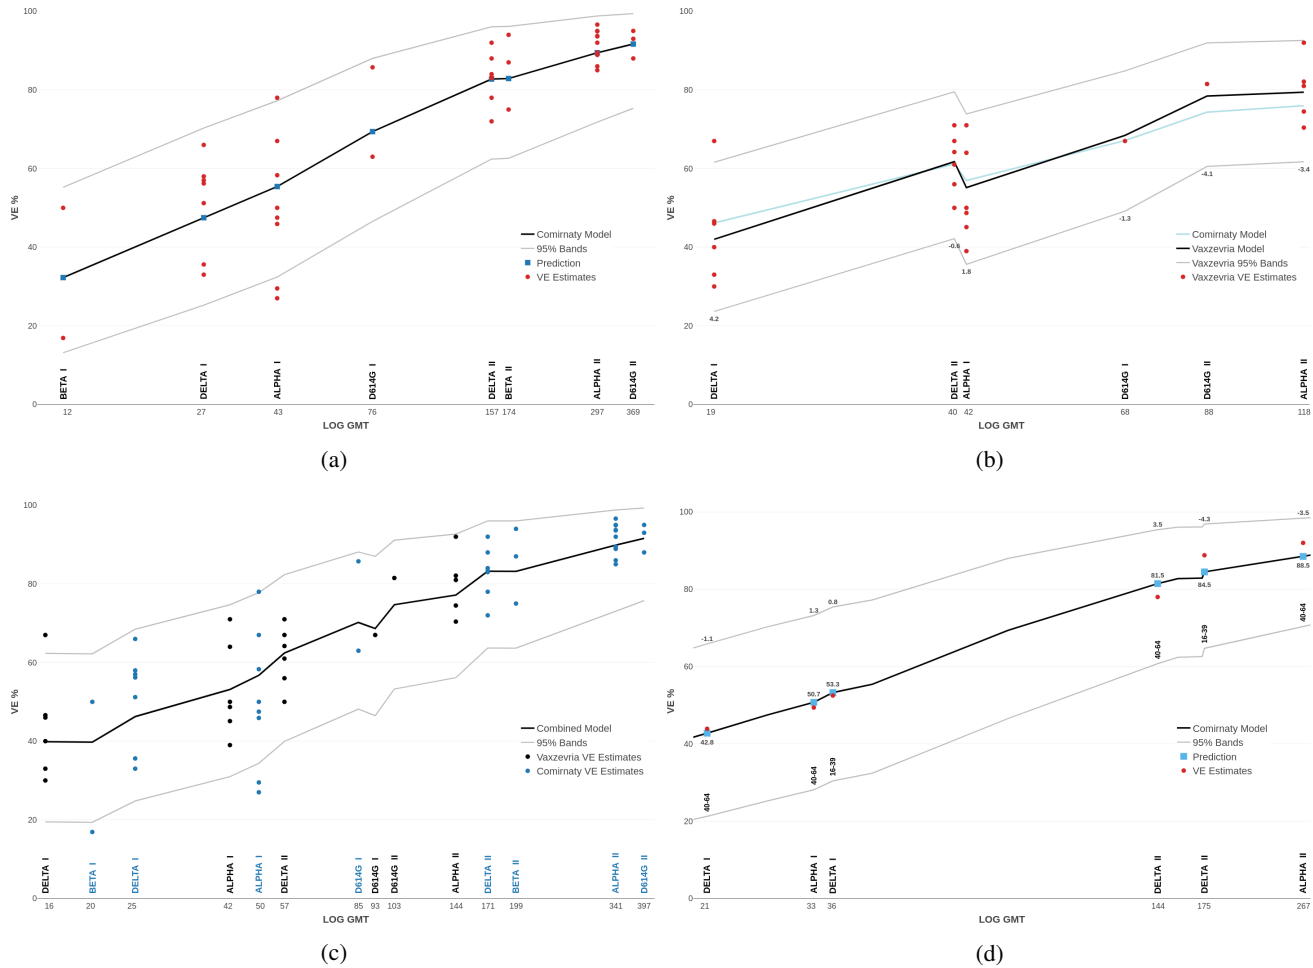 100
80
60
40
20
0
VE %
BETA I
DELTA I
ALPHA I
D614G I
DELTA II
BETA II
ALPHA II
D614G II
12
27
43
76
157
174
297
369
LOG GMT
Comirnaty Model
95% Bands
Prediction
VE Estimates
(a)
100
80
60
40
20
0
VE %
4.2
-0.6
1.8
-1.3
-4.1
-3.4
Comirnaty Model
Vaxzevria Model
Vaxzevria 95% Bands
Vaxzevria VE Estimates
DELTA I
DELTA II
ALPHA I
D614G I
D614G II
ALPHA II
19
40
42
68
88
118
LOG GMT
(b)
100
80
60
40
20
0
VE %
Combined Model
95% Bands
Vaxzevria VE Estimates
Comirnaty VE Estimates
DELTA I
BETA I
DELTA I
ALPHA I
ALPHA I
DELTA II
D614G I
D614G I
D614G II
ALPHA II
DELTA II
BETA II
ALPHA II
D614G II
16
20
25
42
50
57
85
93
103
144
171
199
341
397
LOG GMT
(c)
100
80
60
40
20
0
VE %
-1.1
1.3
0.8
3.5
-4.3
-3.5
42.8
50.7
53.3
81.5
84.5
88.5
40-64
40-64
16-39
40-64
16-39
40-64
Comirnaty Model
95% Bands
Prediction
VE Estimates
DELTA I
ALPHA I
DELTA I
DELTA II
DELTA II
ALPHA II
21
33
36
144
175
267
LOG GMT
(d)